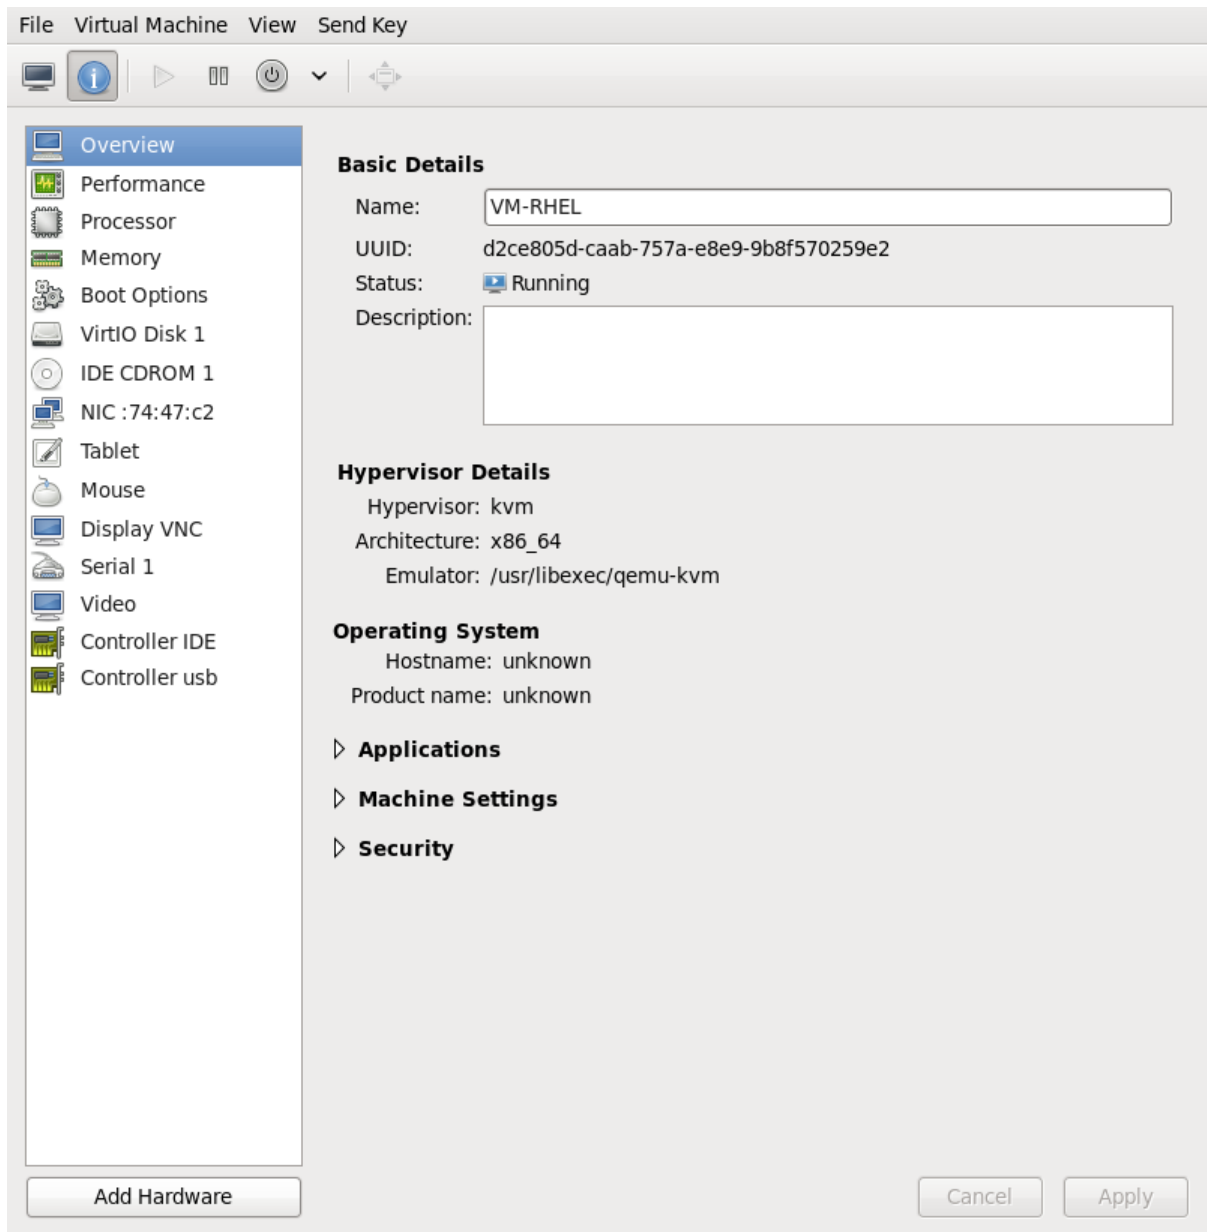 File Virtual Machine View Send Key
Overview
Performance
Processor
Memory
Boot Options
VirtIO Disk 1
IDE CDROM 1
NIC :74:47:c2
Tablet
Mouse
Display VNC
Serial 1
Video
Controller IDE
Controller usb
Add Hardware
Basic Details
Name: VM-RHEL
UUID: d2ce805d-caab-757a-e8e9-9b8f570259e2
Status: Running
Description:
Hypervisor Details
Hypervisor: kvm
Architecture: x86_64
Emulator: /usr/libexec/qemu-kvm
Operating System
Hostname: unknown
Product name: unknown
Applications
Machine Settings
Security
Cancel Apply